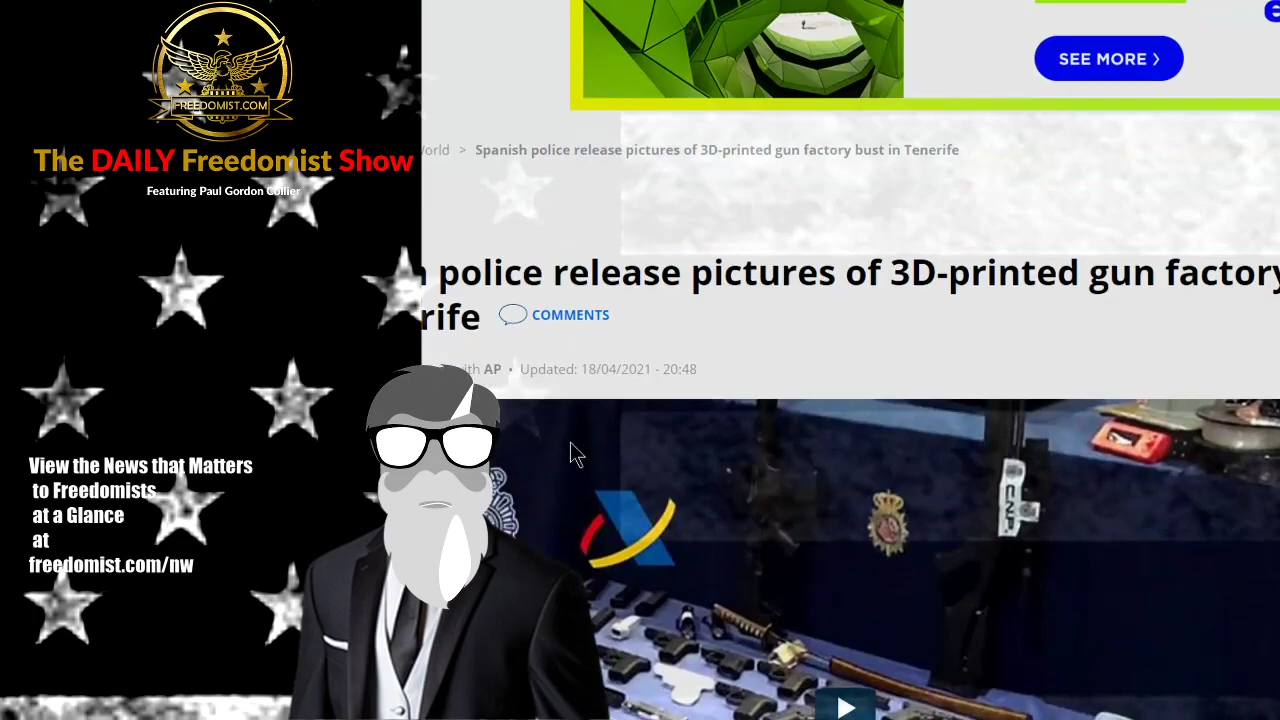 FREEDOMIST.COM
The DAILY Freedomist Show
Featuring Paul Gordon Collier
SEE MORE >
World > Spanish police release pictures of 3D-printed gun factory bust in Tenerife
police release pictures of 3D-printed gun factory
rife COMMENTS
with AP • Updated: 18/04/2021 - 20:48
View the News that Matters
to Freedomists
at a Glance
at
freedomist.com/nw
CNP.